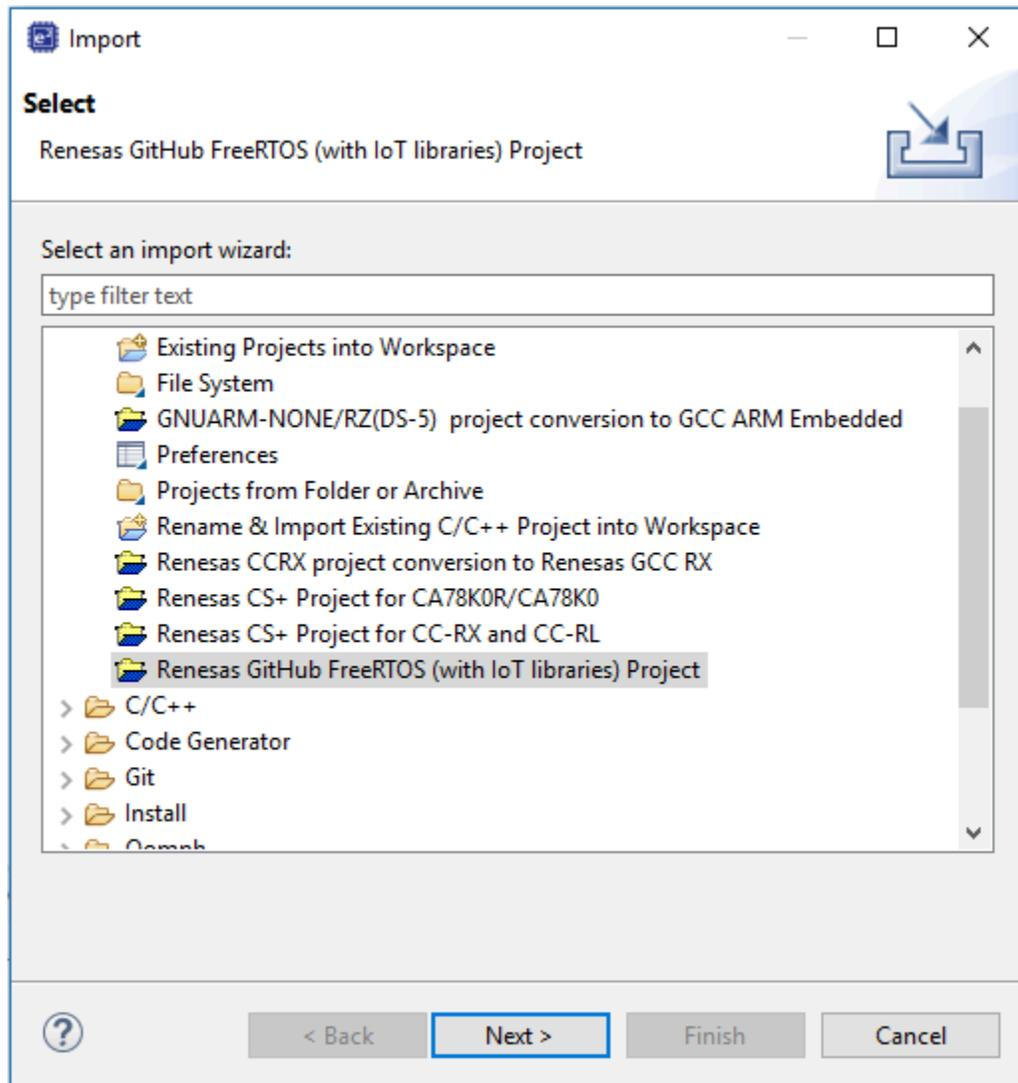 Import
Select
Renesas GitHub FreeRTOS (with IoT libraries) Project
Select an import wizard:
type filter text
Existing Projects into Workspace
File System
GNUARM-NONE/RZ(DS-5)  project conversion to GCC ARM Embedded
Preferences
Projects from Folder or Archive
Rename & Import Existing C/C++ Project into Workspace
Renesas CCRX project conversion to Renesas GCC RX
Renesas CS+ Project for CA78K0R/CA78K0
Renesas CS+ Project for CC-RX and CC-RL
Renesas GitHub FreeRTOS (with IoT libraries) Project
C/C++
Code Generator
Git
Install
Oomph
< Back Next > Finish Cancel